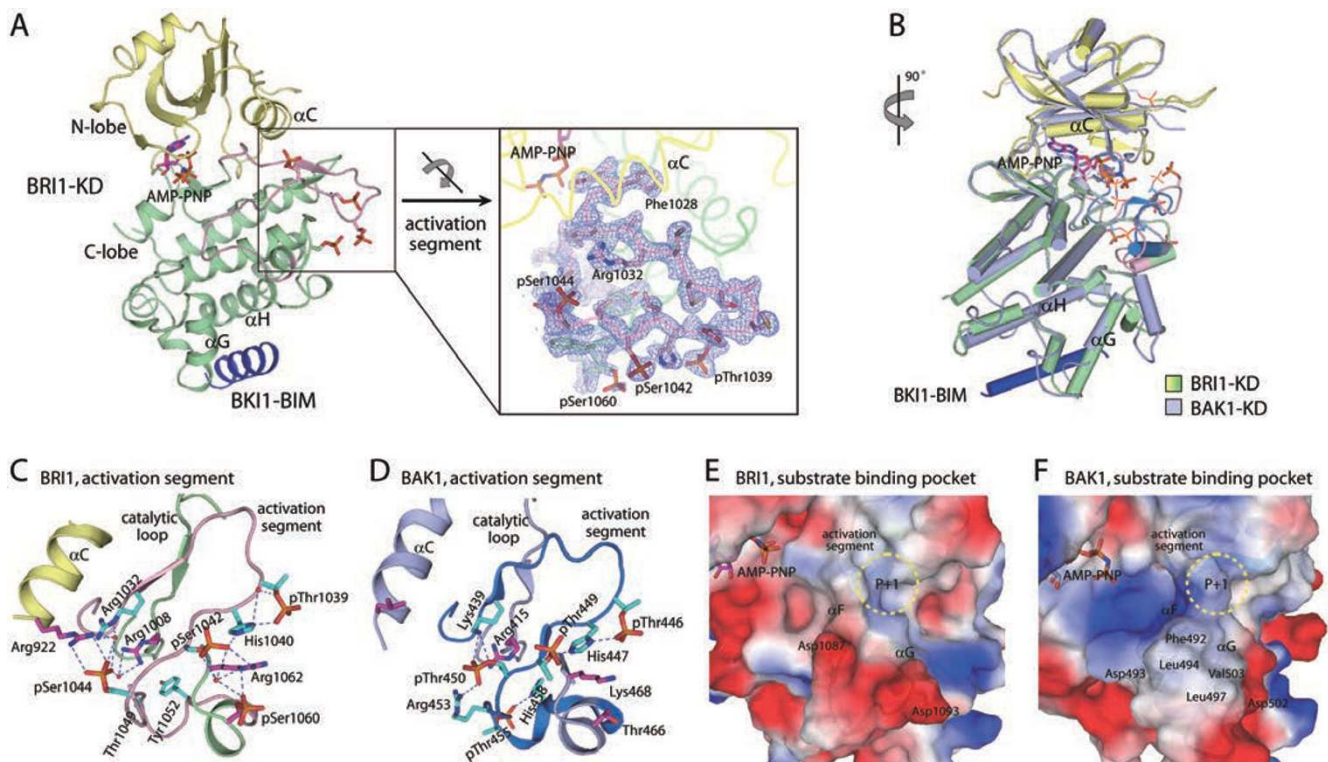 A
N-lobe
αC
BRI1-KD
AMP-PNP
C-lobe
αH
αG
BKI1-BIM
activation
segment
AMP-PNP
αC
Phe1028
Arg1032
pSer1044
pThr1039
pSer1042
pSer1060
B
90°
αC
AMP-PNP
αH
αG
BKI1-BIM
BRI1-KD
BAK1-KD
C BRI1, activation segment
catalytic
loop
activation
segment
αC
Arg1032
Arg1008
pSer1042
pThr1039
His1040
Arg922
Arg1062
pSer1044
Thr1049
Tyr1052
pSer1060
D BAK1, activation segment
catalytic
loop
activation
segment
αC
Lys439
Arg415
pThr449
pThr446
His447
pThr450
Lys468
Arg453
His458
pThr455
Thr466
E BRI1, substrate binding pocket
activation
segment
AMP-PNP
P+1
αF
Asp1087
αG
Asp1093
F BAK1, substrate binding pocket
activation
segment
AMP-PNP
P+1
αF
Phe492
αG
Asp493
Leu494
Val503
Leu497
Asp502